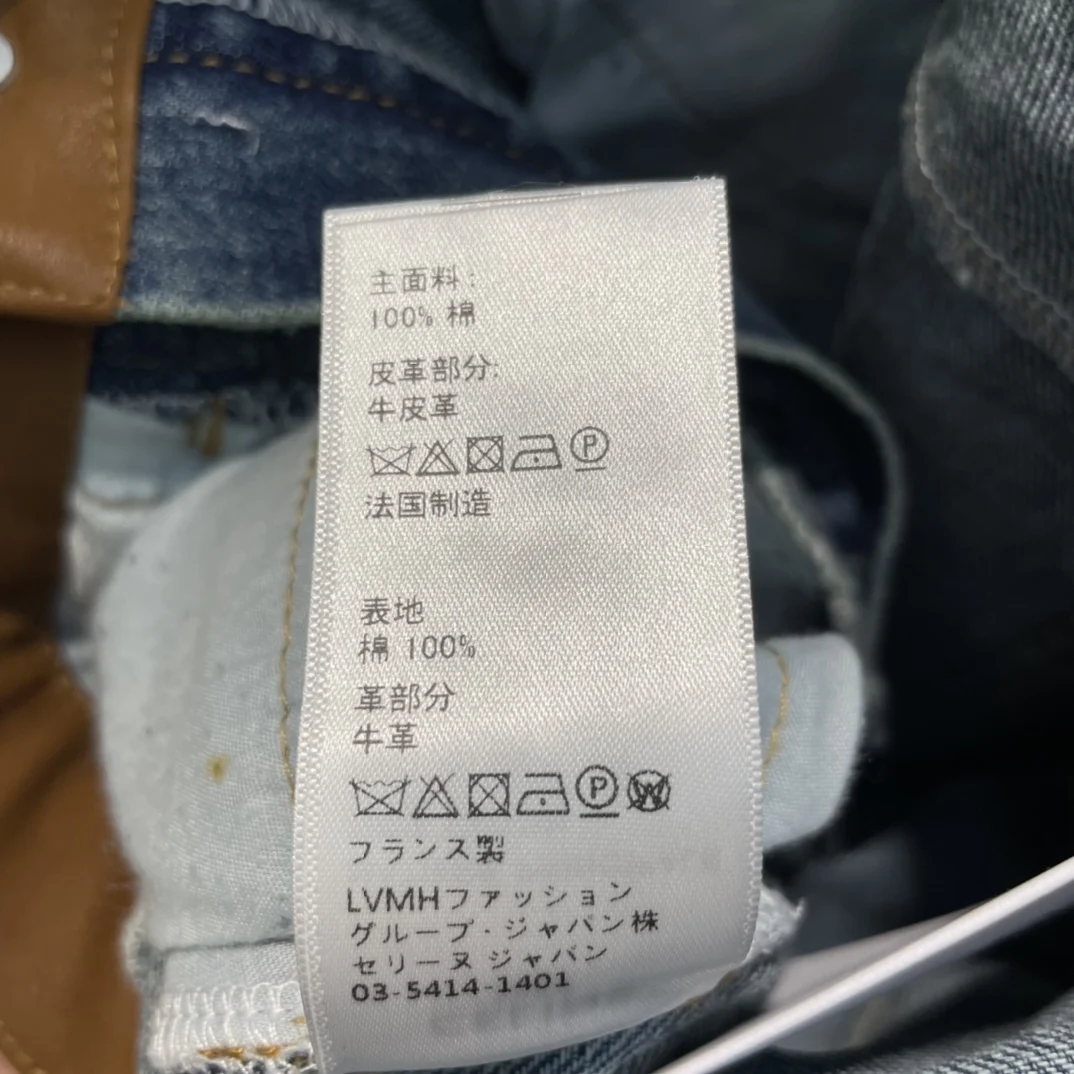 主面料:
100% 棉
皮革部分:
牛皮革
P
法国制造
表地
棉 100%
革部分
牛革
P W
フランス製
LVMHファッション
グループ・ジャパン株
セリーヌ ジャパン
03-5414-1401